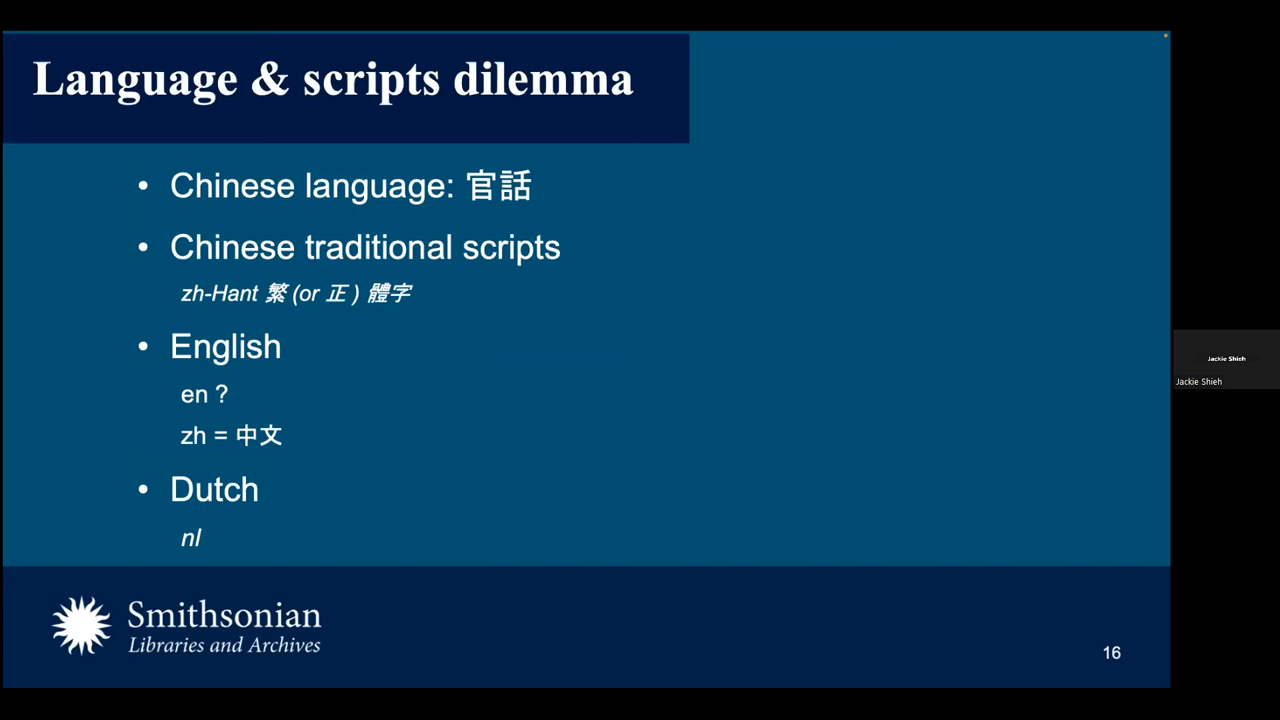 Language & scripts dilemma
• Chinese language: 官話
• Chinese traditional scripts
zh-Hant 繁 (or 正 ) 體字
• English
en ?
zh = 中文
• Dutch
nl
Smithsonian
Libraries and Archives
16
Jackie Shieh
Jackie Shieh